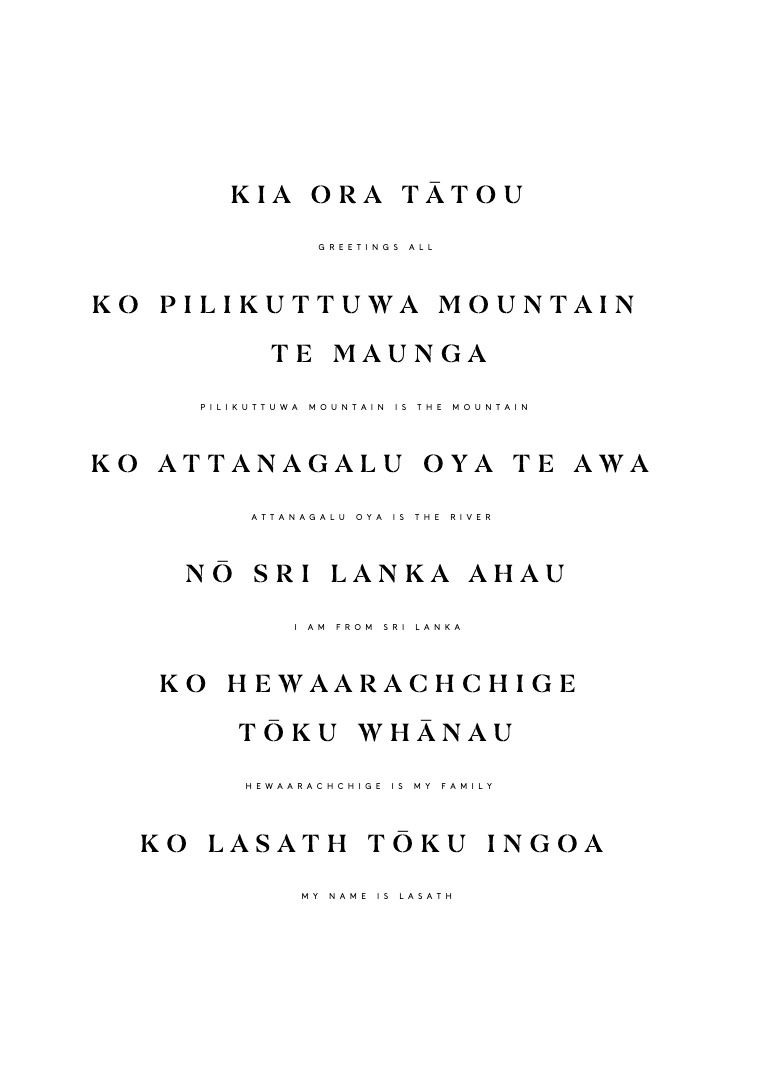 KIA ORA TĀTOU
GREETINGS ALL
KO PILIKUTTUWA MOUNTAIN
TE MAUNGA
PILIKUTTUWA MOUNTAIN IS THE MOUNTAIN
KO ATTANAGALU OYA TE AWA
ATTANAGALU OYA IS THE RIVER
NŌ SRI LANKA AHAU
I AM FROM SRI LANKA
KO HEWAARACHCHIGE
TŌKU WHĀNAU
HEWAARACHCHIGE IS MY FAMILY
KO LASATH TŌKU INGOA
MY NAME IS LASATH